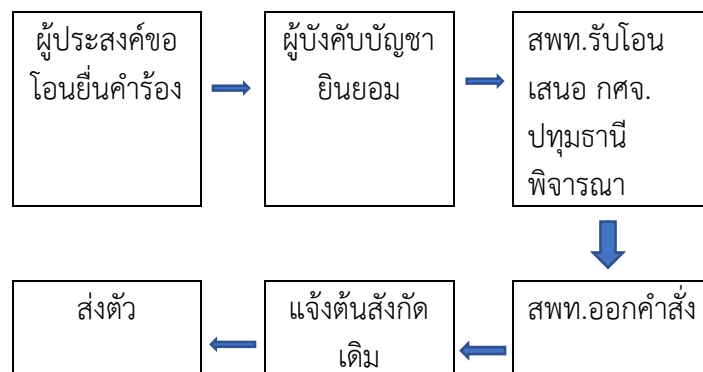 ผู้ประสงค์ขอ
โอนยื่นคำร้อง
ผู้บังคับบัญชา
ยินยอม
สพท.รับโอน
เสนอ กศจ.
ปทุมธานี
พิจารณา
สพท.ออกคำสั่ง
แจ้งต้นสังกัด
เดิม
ส่งตัว